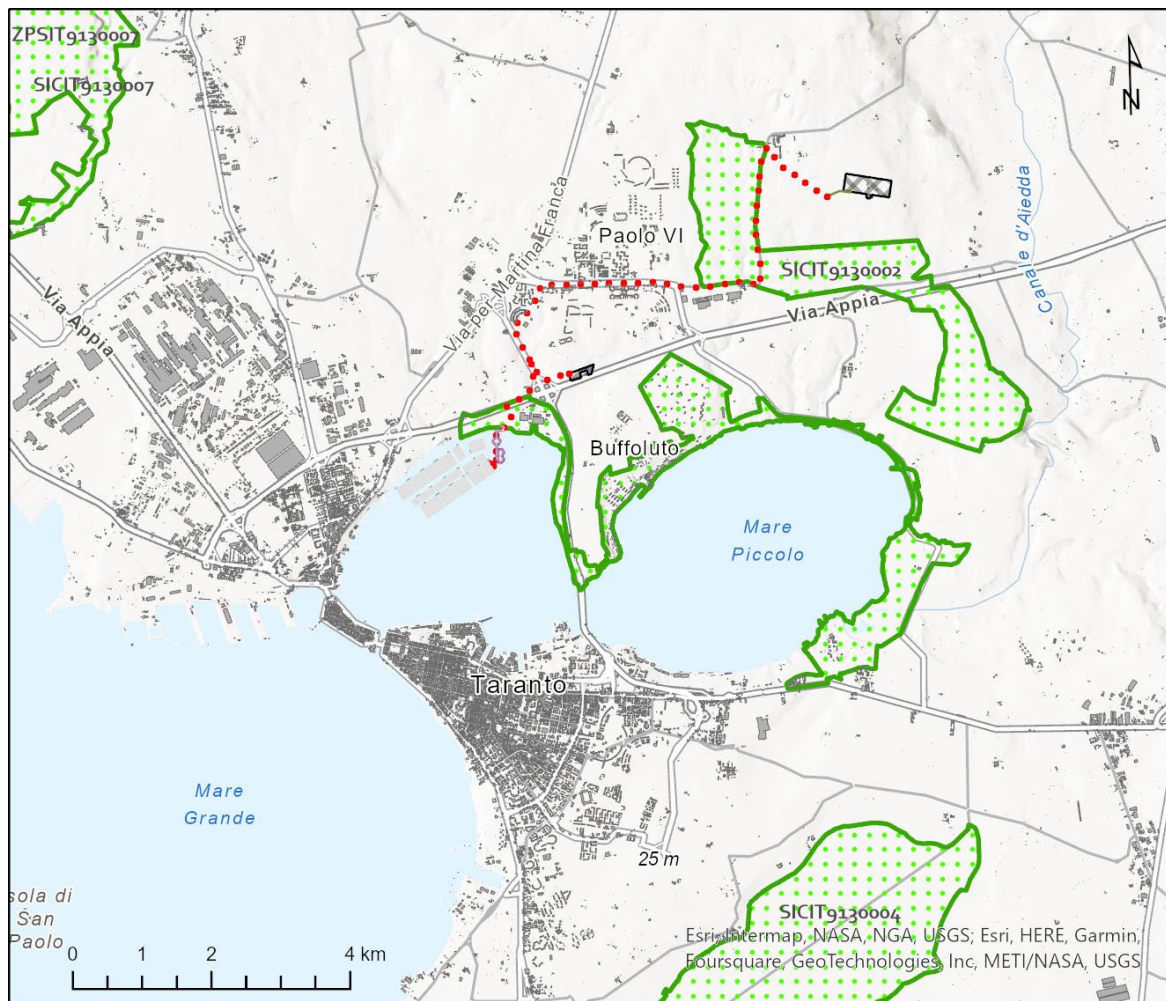 ZPSIT9130007
SICIT9130007
N
Canale d'Aiedda
Via per Martina Franca
Paolo VI
SICIT9130002
Via Appia
Via Appia
Buffoluto
Mare
Piccolo
Taranto
Mare
Grande
25 m
sola di
San
Paolo
SICIT9130004
Esri, Intermap, NASA, NGA, USGS; Esri, HERE, Garmin,
Foursquare, GeoTechnologies, Inc, METI/NASA, USGS
0 1 2 4 km